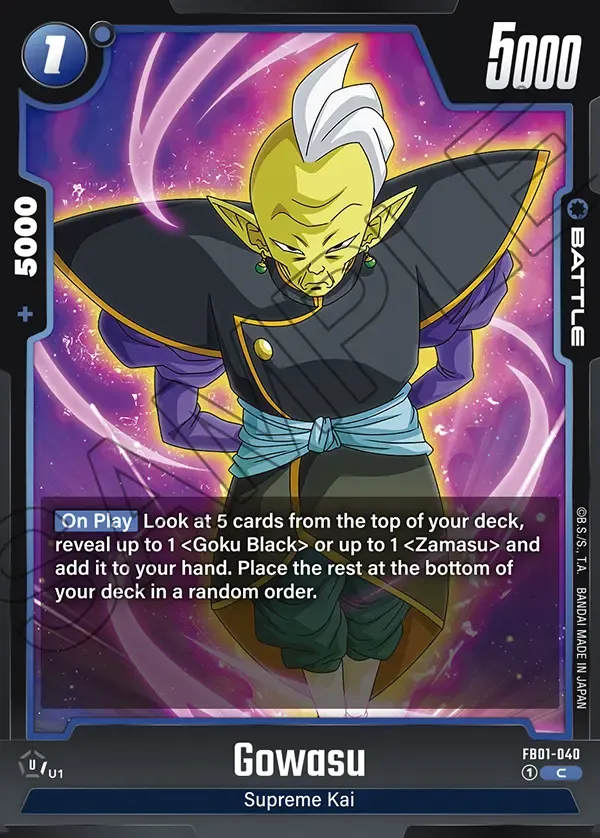 1
5000
+ 5000
BATTLE
SAMPLE
On Play Look at 5 cards from the top of your deck,
reveal up to 1 <Goku Black> or up to 1 <Zamasu> and
add it to your hand. Place the rest at the bottom of
your deck in a random order.
©B.S./S., T.A. BANDAI MADE IN JAPAN
U/U1
Gowasu
FB01-040
1 C
Supreme Kai